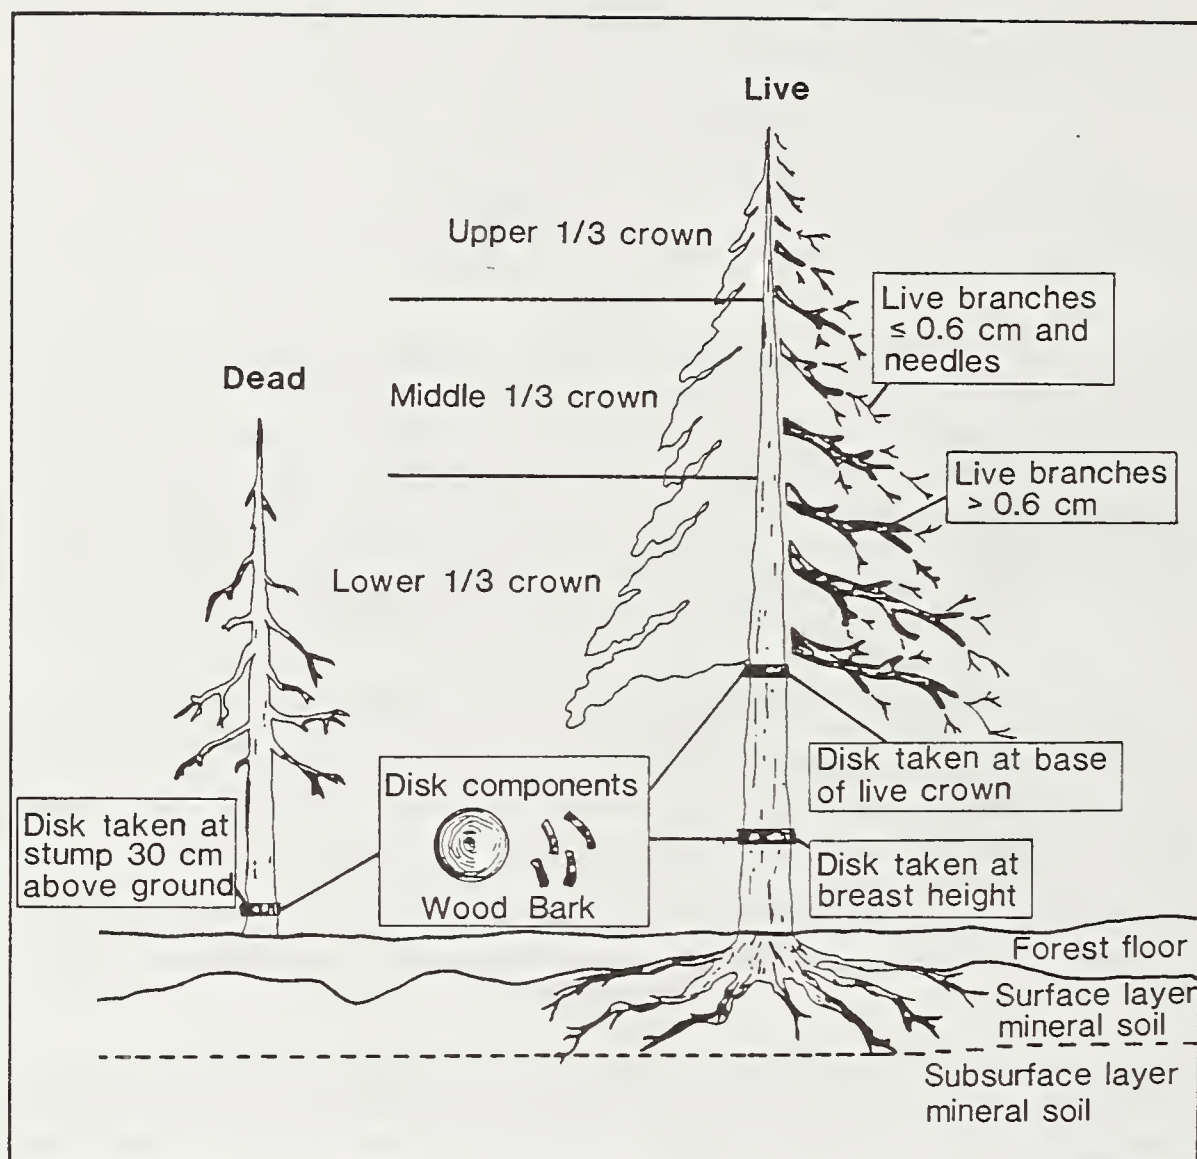 Live
Upper 1/3 crown
Live branches
≤ 0.6 cm and
needles
Dead
Middle 1/3 crown
Live branches
> 0.6 cm
Lower 1/3 crown
Disk components
Wood Bark
Disk taken at base
of live crown
Disk taken at
stump 30 cm
above ground
Disk taken at
breast height
Forest floor
Surface layer
mineral soil
Subsurface layer
mineral soil